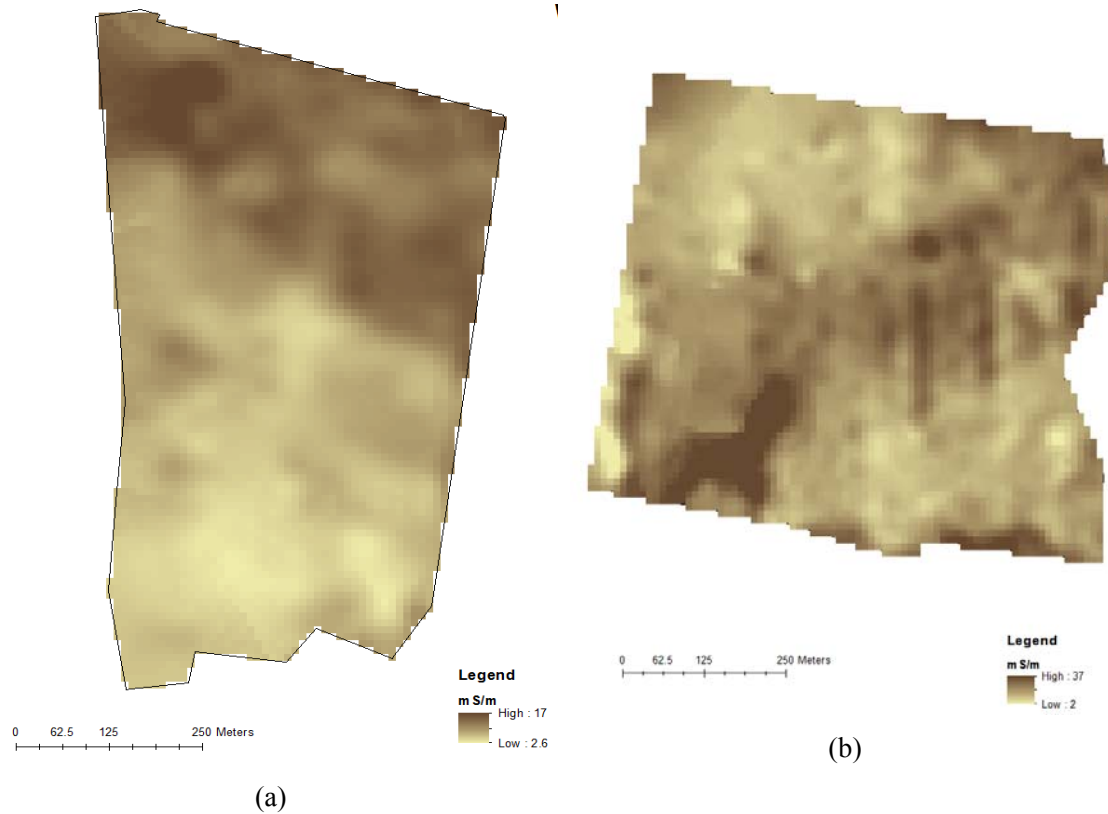 Legend
m S/m
High : 17
Low : 2.6
0 62.5 125 250 Meters
(a)
Legend
m S/m
High : 37
Low : 2
0 62.5 125 250 Meters
(b)